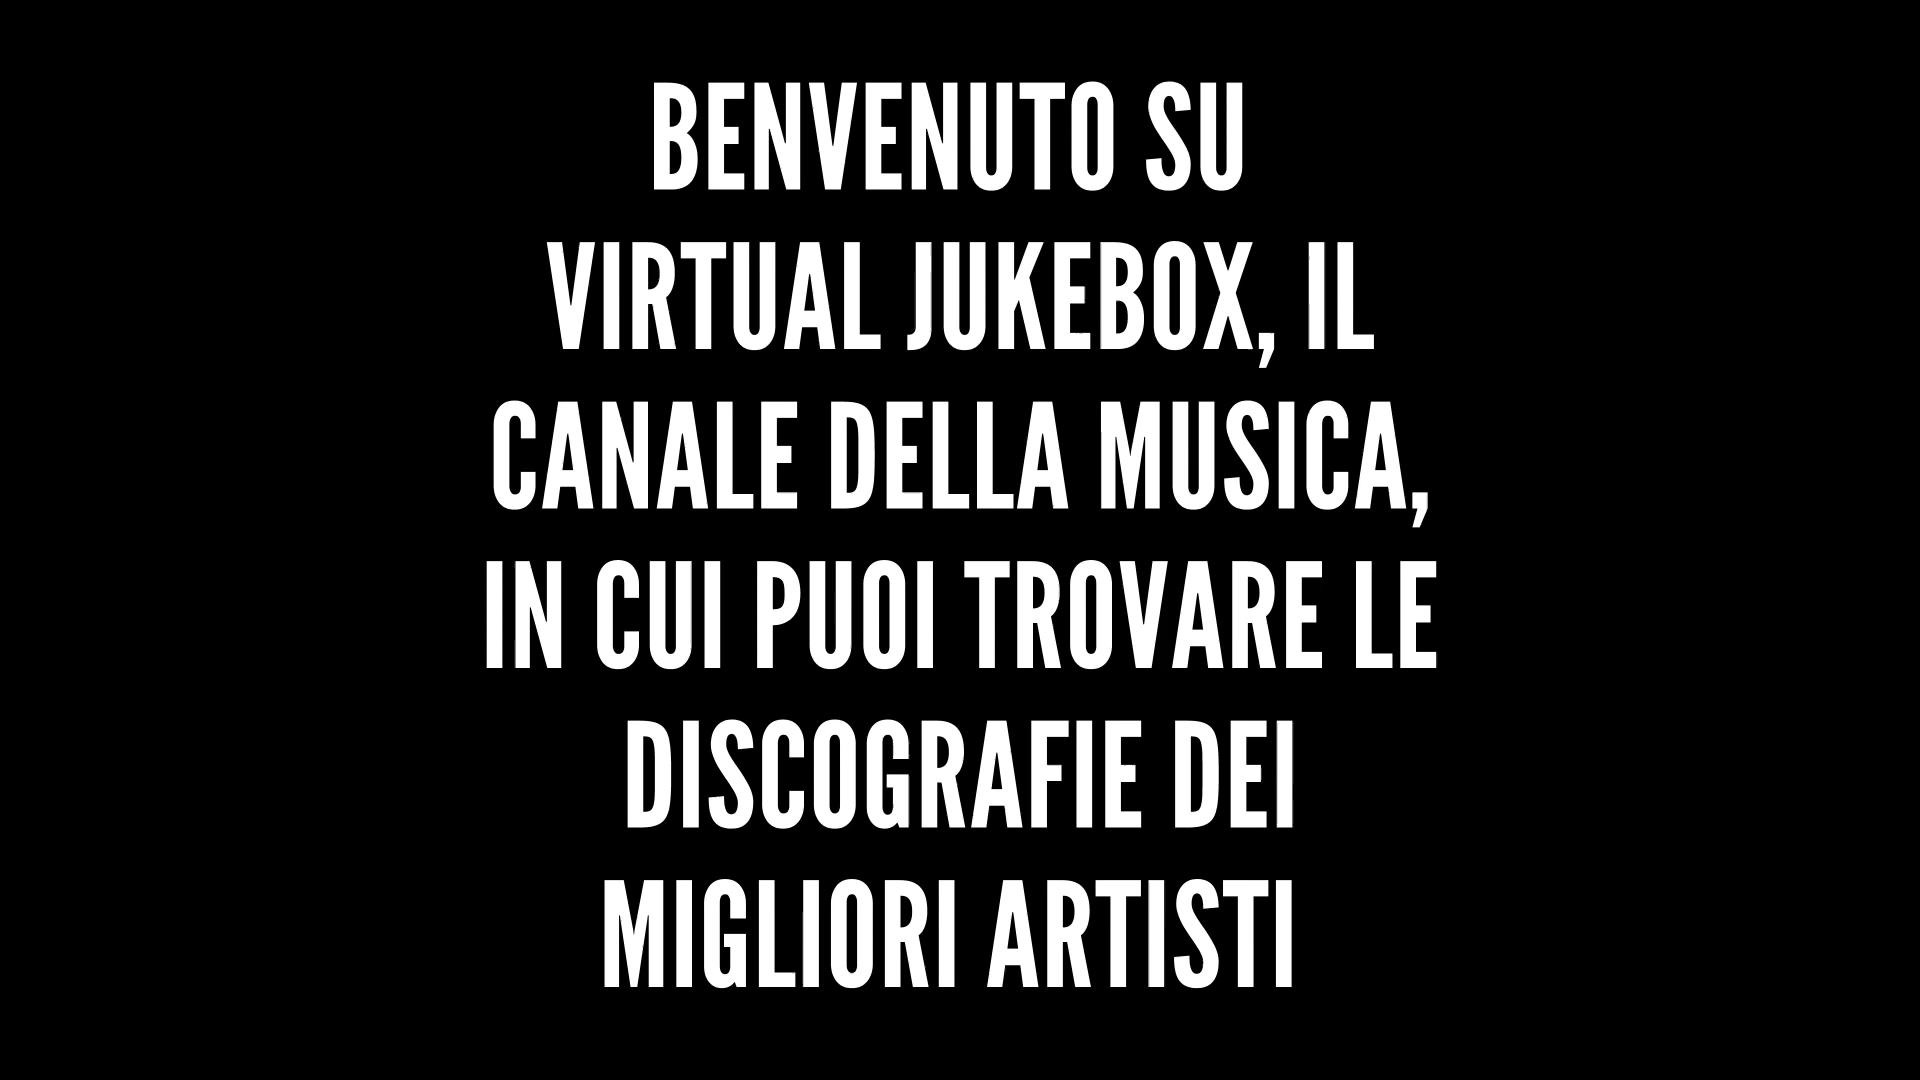 BENVENUTO SU
VIRTUAL JUKEBOX, IL
CANALE DELLA MUSICA,
IN CUI PUOI TROVARE LE
DISCOGRAFIE DEI
MIGLIORI ARTISTI